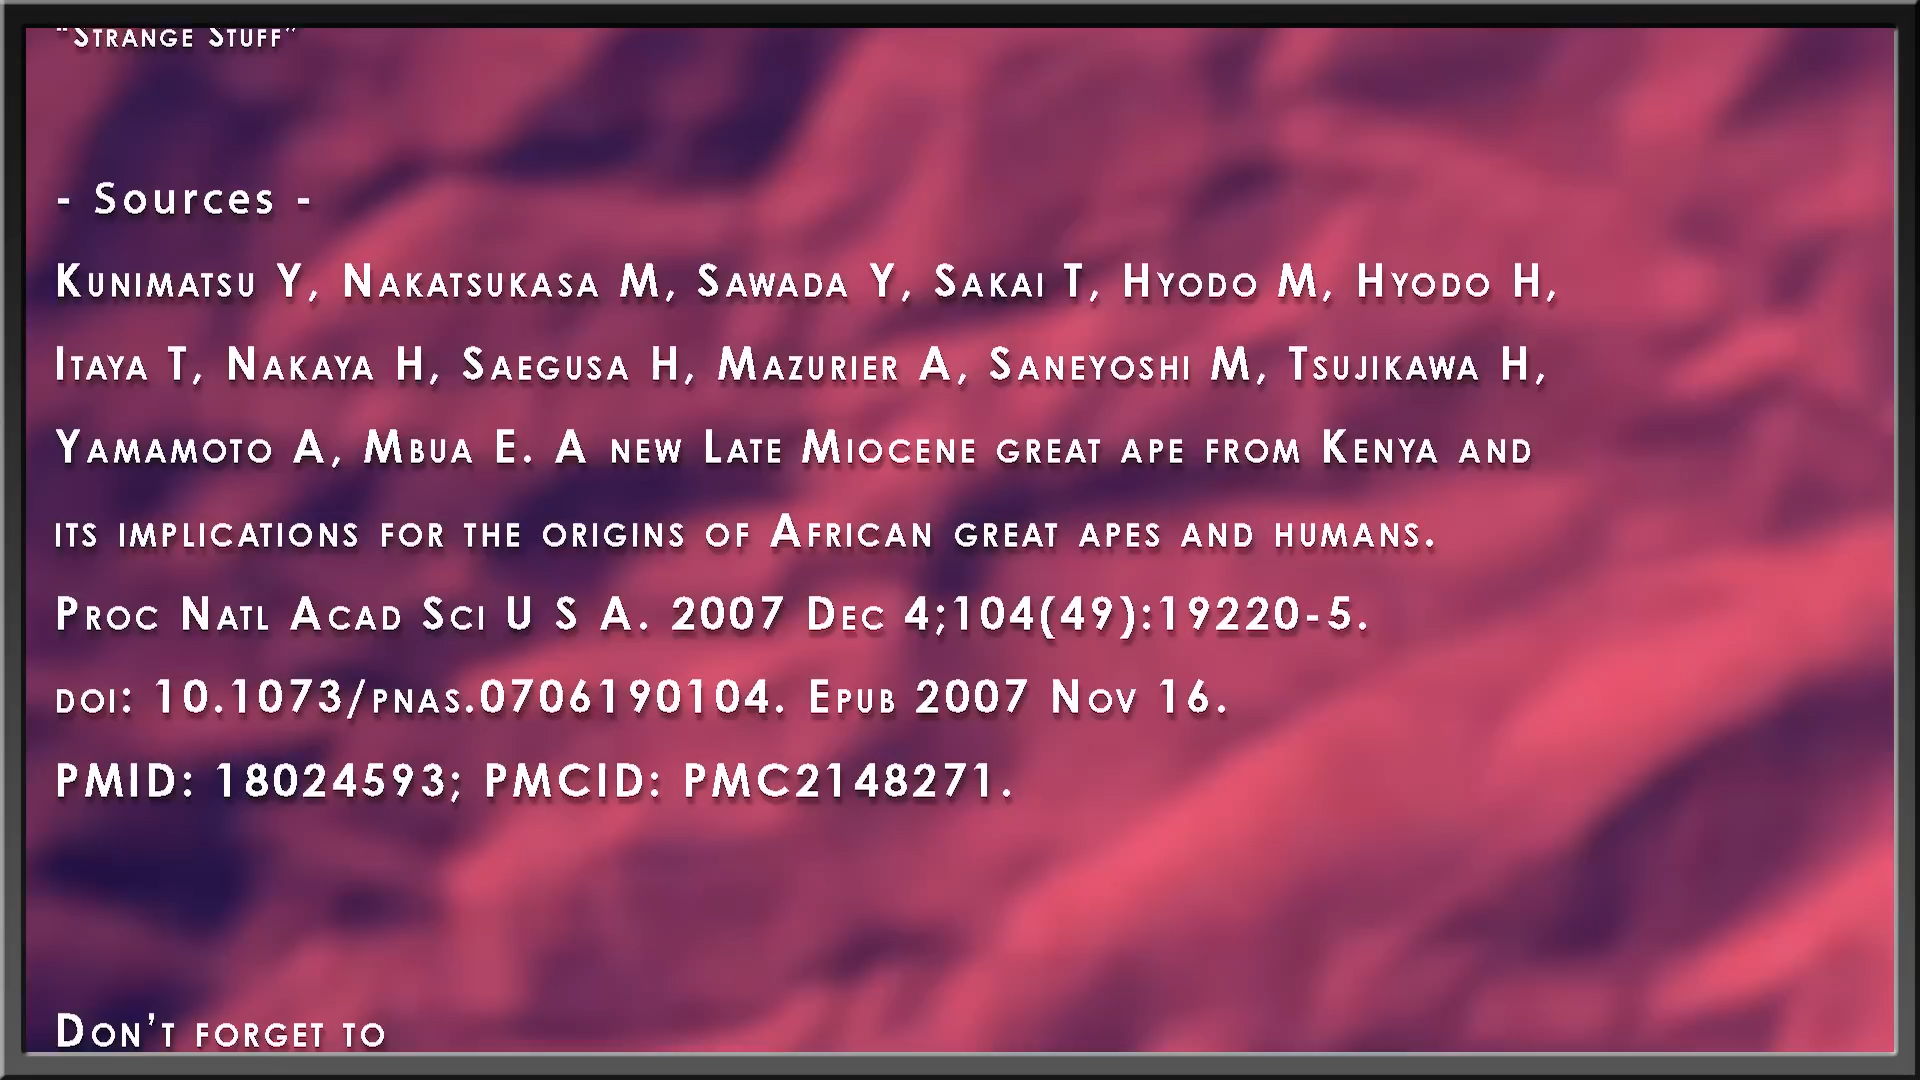 "Strange Stuff"
- Sources -
Kunimatsu Y, Nakatsukasa M, Sawada Y, Sakai T, Hyodo M, Hyodo H,
Itaya T, Nakaya H, Saegusa H, Mazurier A, Saneyoshi M, Tsujikawa H,
Yamamoto A, Mbua E. A new Late Miocene great ape from Kenya and
its implications for the origins of African great apes and humans.
Proc Natl Acad Sci U S A. 2007 Dec 4;104(49):19220-5.
doi: 10.1073/pnas.0706190104. Epub 2007 Nov 16.
PMID: 18024593; PMCID: PMC2148271.
Don't forget to